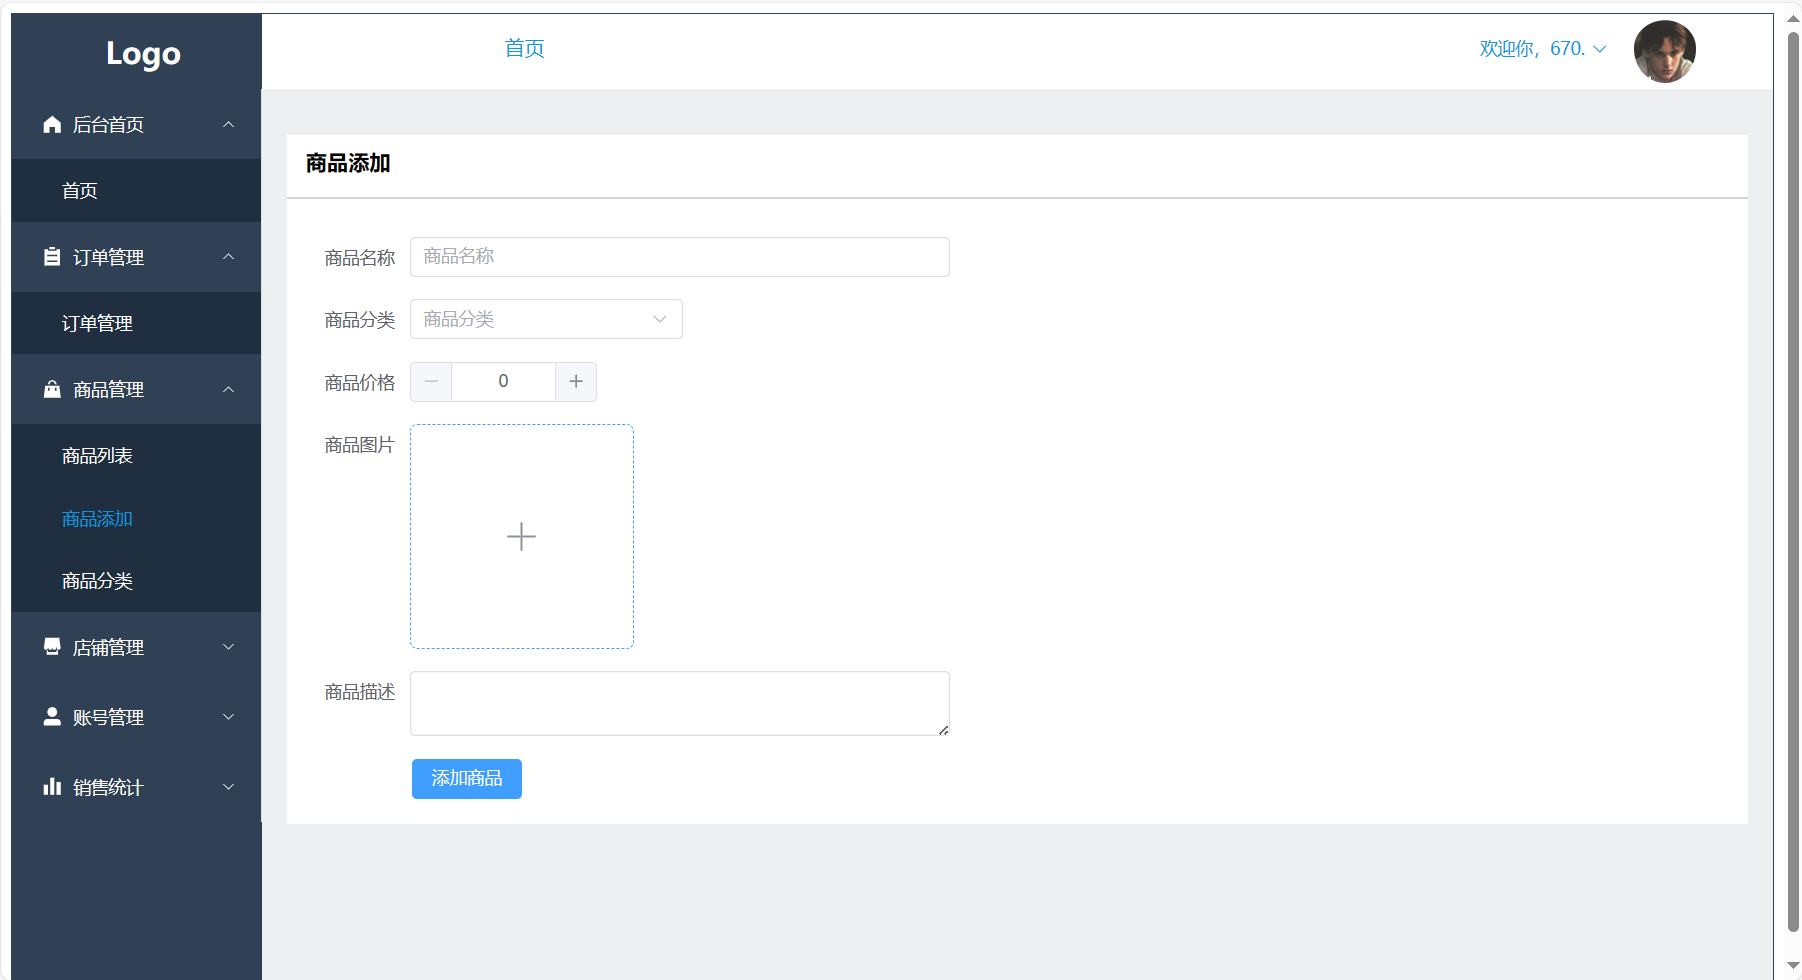 Logo
首页
欢迎你，670.
后台首页
首页
订单管理
订单管理
商品管理
商品列表
商品添加
商品分类
店铺管理
账号管理
销售统计
商品添加
商品名称 商品名称
商品分类 商品分类
商品价格 0
商品图片
商品描述
添加商品